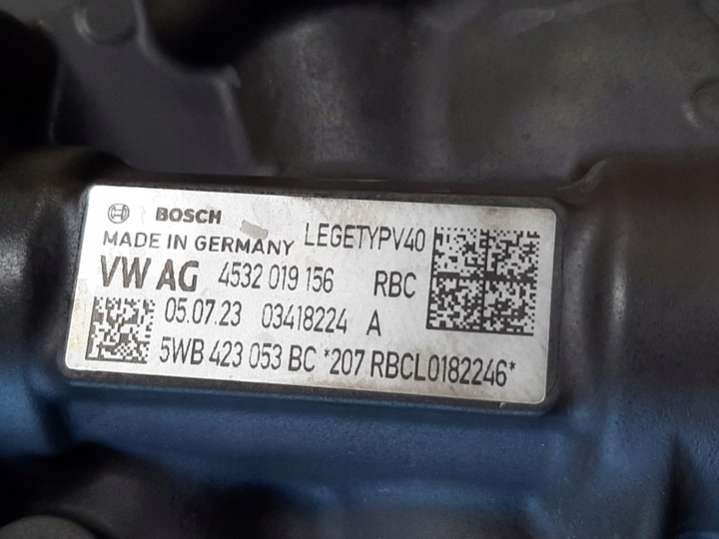 BOSCH
MADE IN GERMANY LEGETYPV40
VW AG 4532 019 156 RBC
05.07.23 03418224 A
5WB 423 053 BC *207 RBCL0182246*